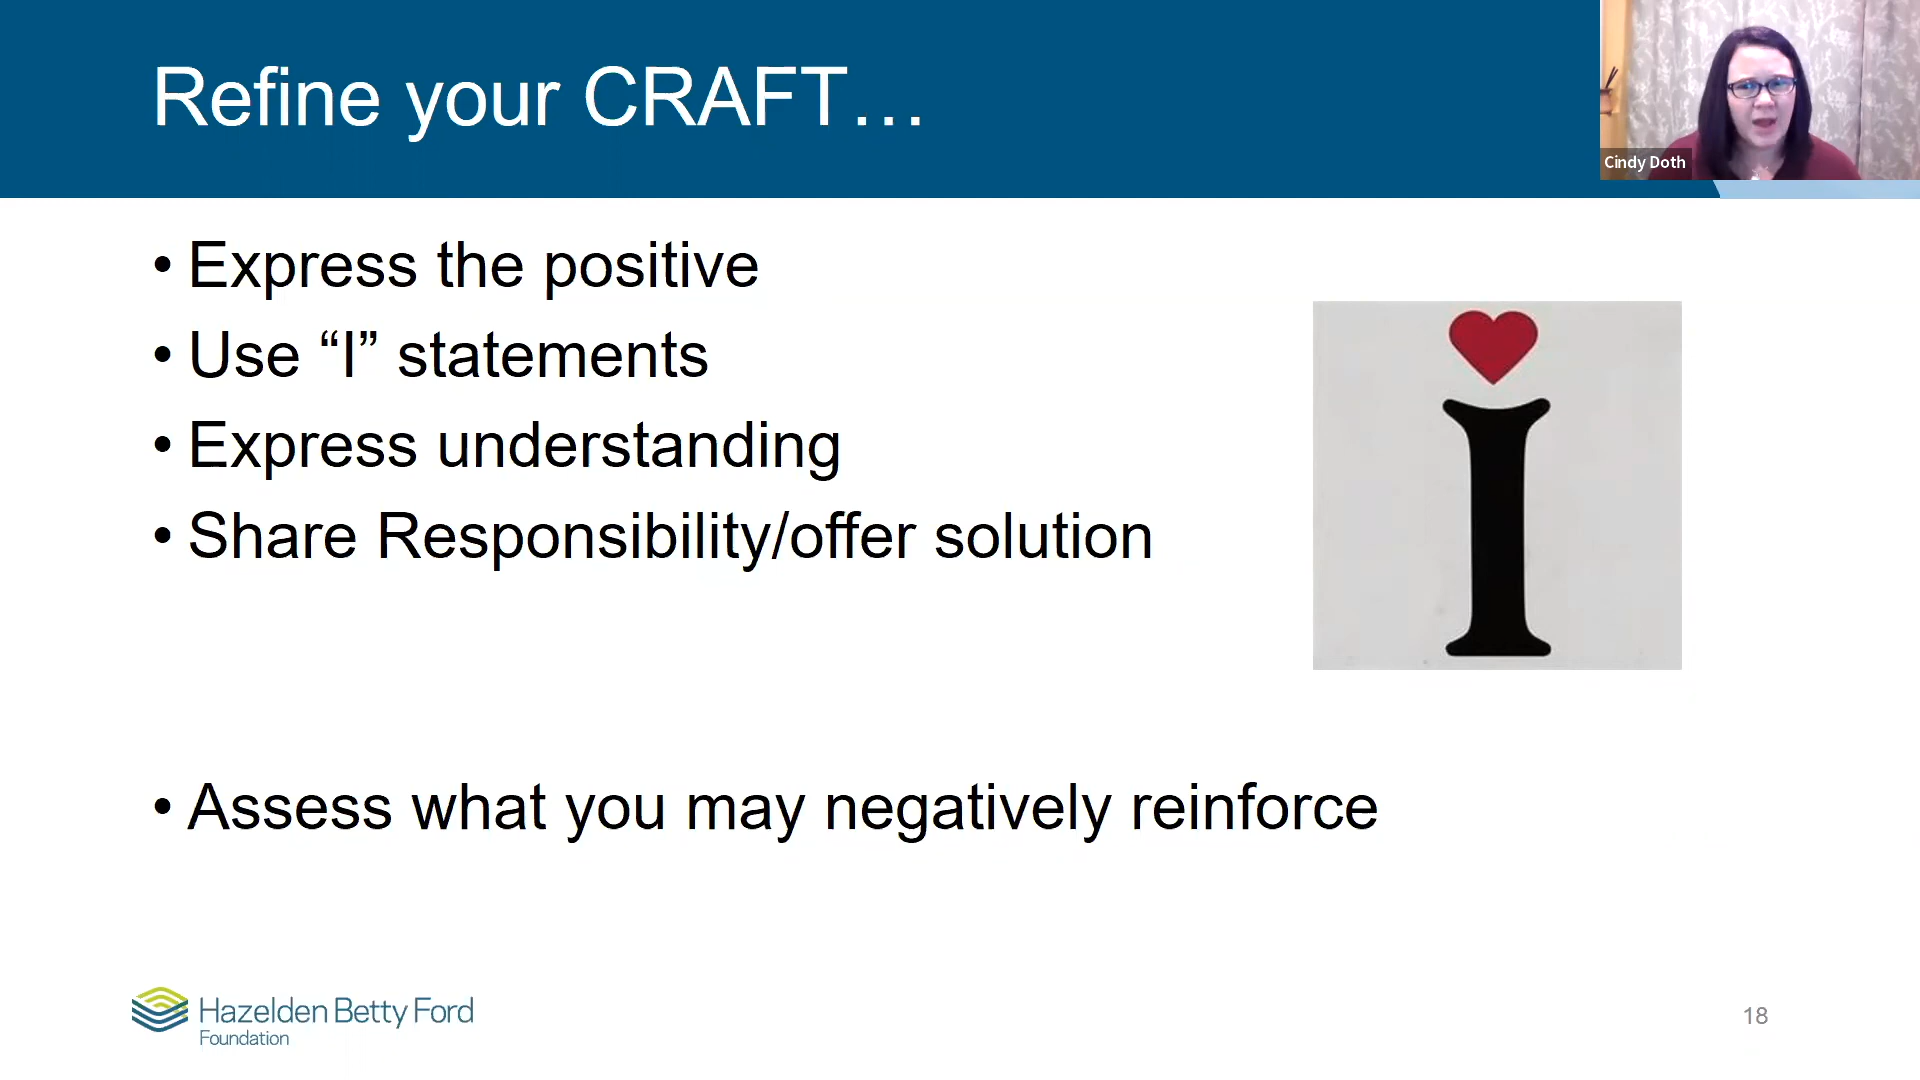 Refine your CRAFT…
Cindy Doth
• Express the positive
• Use “I” statements
• Express understanding
• Share Responsibility/offer solution
I
• Assess what you may negatively reinforce
Hazelden Betty Ford
Foundation
18